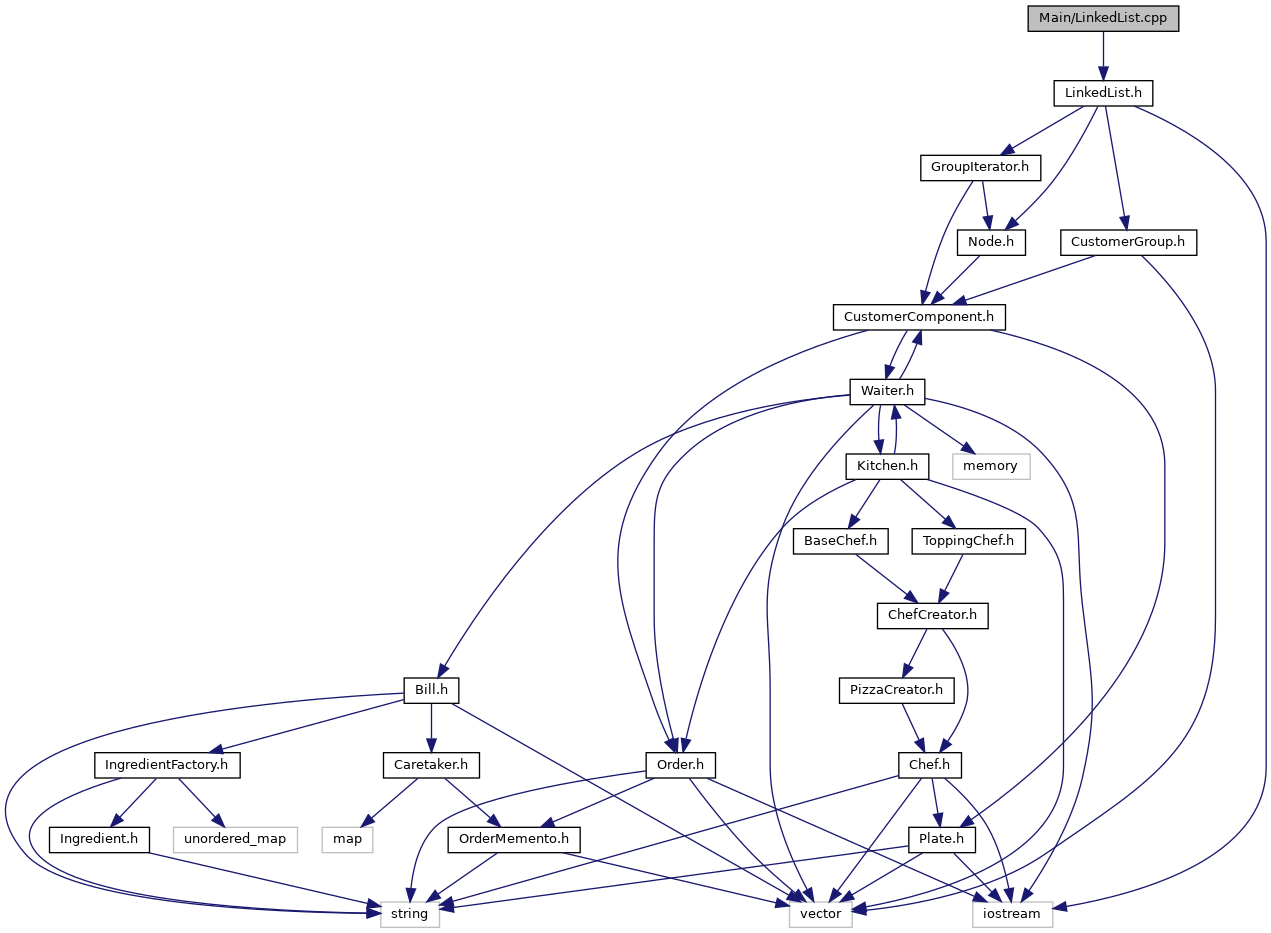 Main/LinkedList.cpp
LinkedList.h
GroupIterator.h
Node.h
CustomerGroup.h
CustomerComponent.h
Waiter.h
Kitchen.h
memory
BaseChef.h
ToppingChef.h
ChefCreator.h
Bill.h
PizzaCreator.h
IngredientFactory.h
Caretaker.h
Order.h
Chef.h
Ingredient.h
unordered_map
map
OrderMemento.h
Plate.h
string
vector
iostream